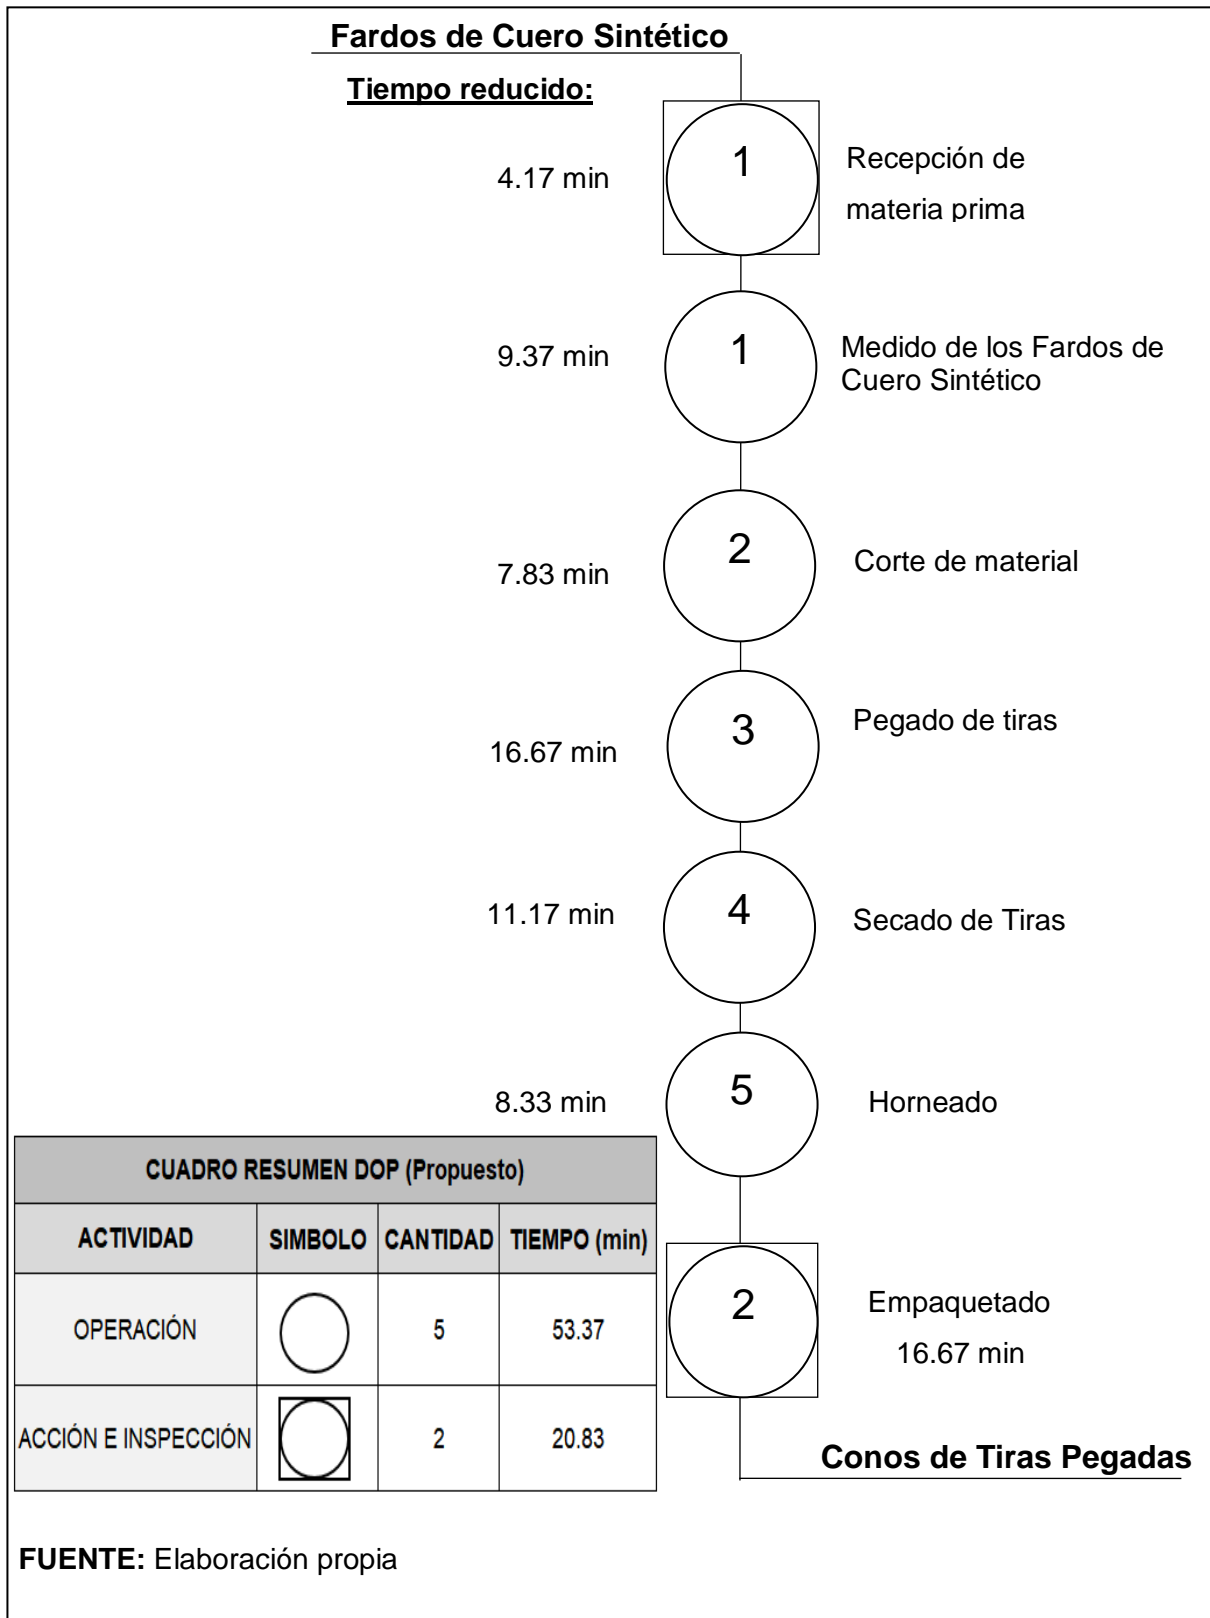 Fardos de Cuero Sintético
Tiempo reducido:
4.17 min
1
Recepción de
materia prima
9.37 min
1
Medido de los Fardos de
Cuero Sintético
7.83 min
2
Corte de material
16.67 min
3
Pegado de tiras
11.17 min
4
Secado de Tiras
8.33 min
5
Horneado
2
Empaquetado
16.67 min
Conos de Tiras Pegadas
CUADRO RESUMEN DOP (Propuesto)
ACTIVIDAD SIMBOLO CANTIDAD TIEMPO (min)
OPERACIÓN 5 53.37
ACCIÓN E INSPECCIÓN 2 20.83
FUENTE: Elaboración propia